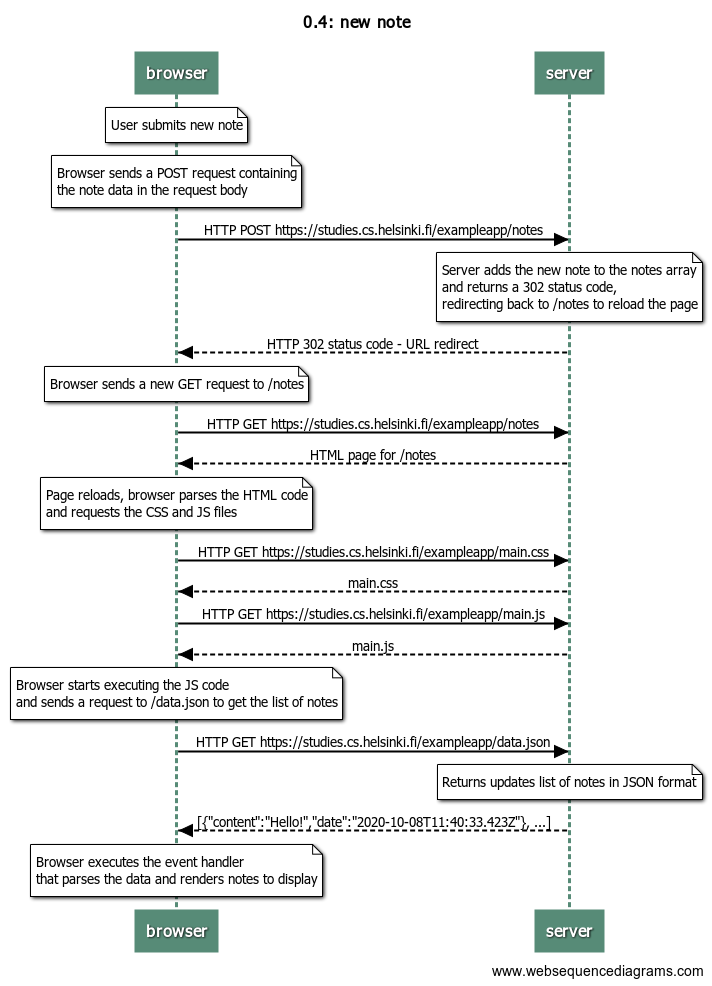 0.4: new note
browser
server
User submits new note
Browser sends a POST request containing
the note data in the request body
HTTP POST https://studies.cs.helsinki.fi/exampleapp/notes
Server adds the new note to the notes array
and returns a 302 status code,
redirecting back to /notes to reload the page
HTTP 302 status code - URL redirect
Browser sends a new GET request to /notes
HTTP GET https://studies.cs.helsinki.fi/exampleapp/notes
HTML page for /notes
Page reloads, browser parses the HTML code
and requests the CSS and JS files
HTTP GET https://studies.cs.helsinki.fi/exampleapp/main.css
main.css
HTTP GET https://studies.cs.helsinki.fi/exampleapp/main.js
main.js
Browser starts executing the JS code
and sends a request to /data.json to get the list of notes
HTTP GET https://studies.cs.helsinki.fi/exampleapp/data.json
Returns updates list of notes in JSON format
[{"content":"Hello!","date":"2020-10-08T11:40:33.423Z"}, ...]
Browser executes the event handler
that parses the data and renders notes to display
browser
server
www.websequencediagrams.com